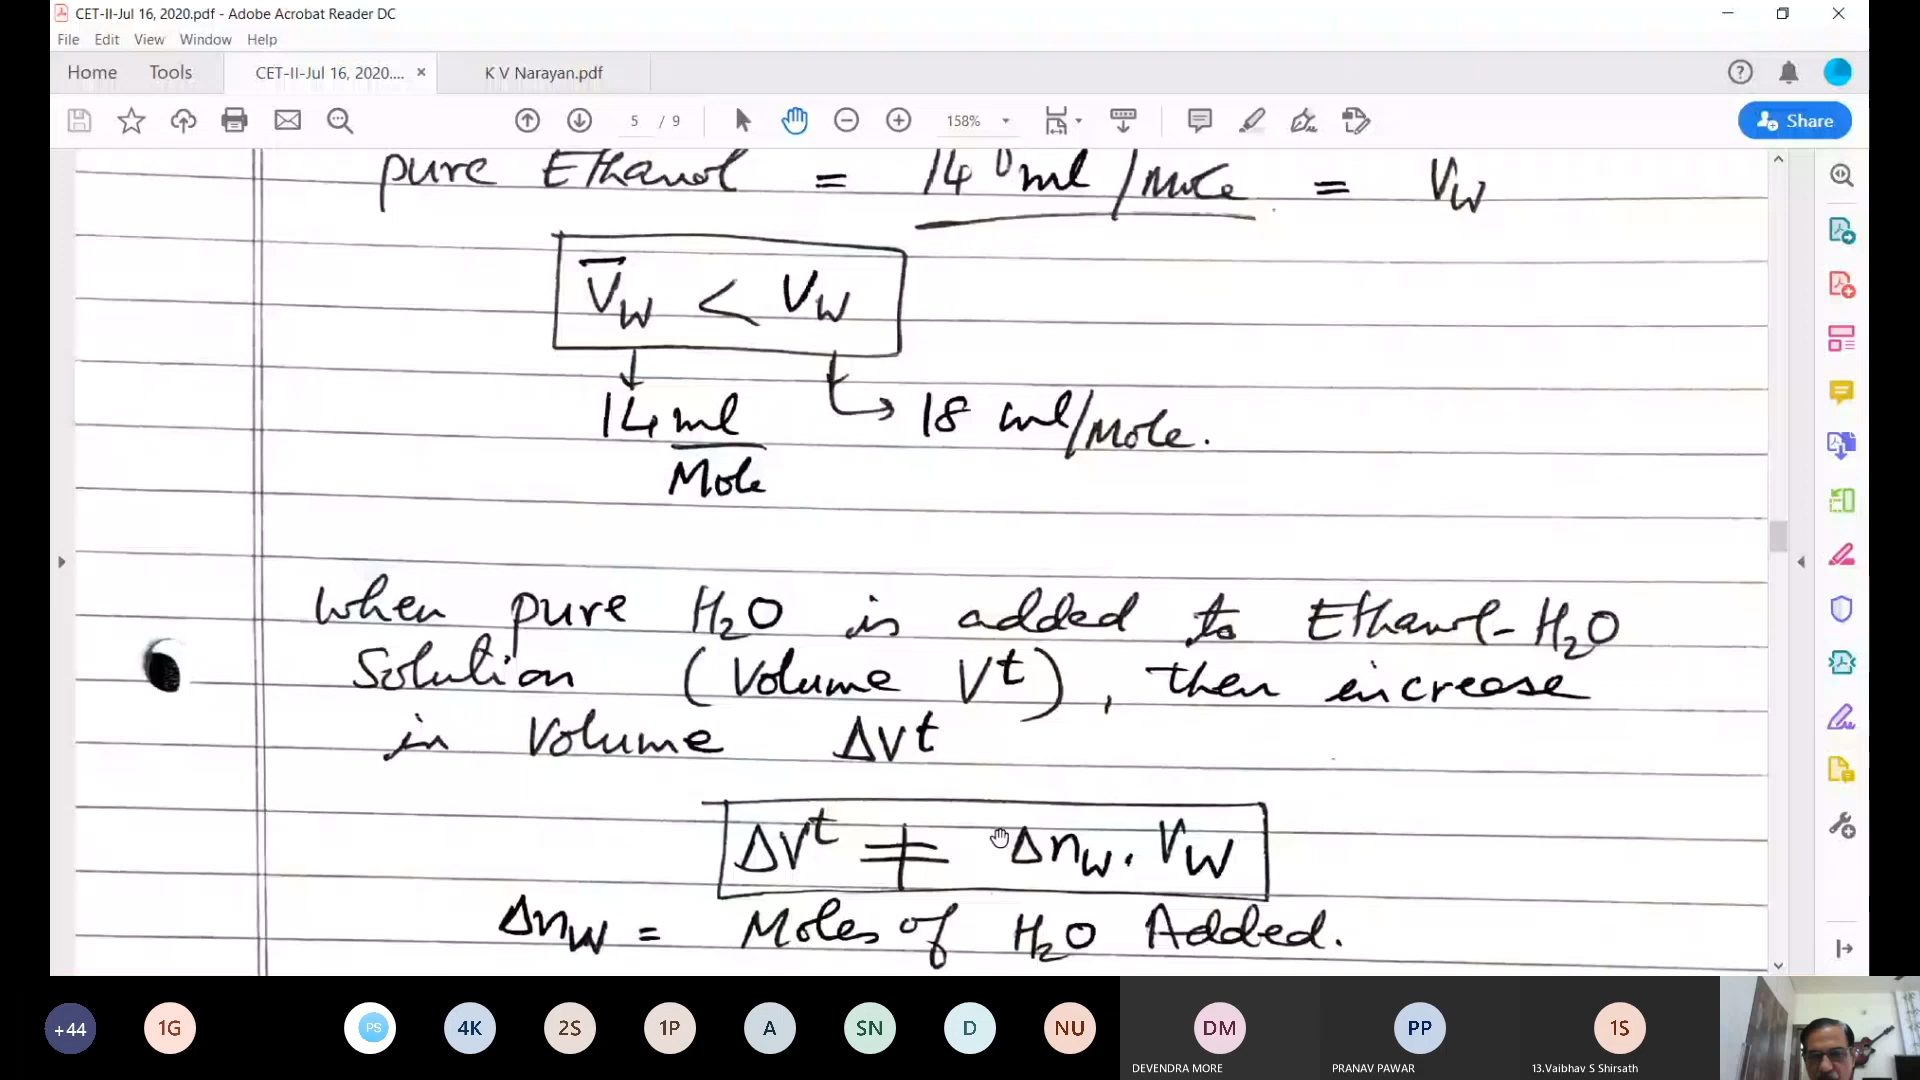 CET-II-Jul 16, 2020.pdf - Adobe Acrobat Reader DC
File Edit View Window Help
Home Tools CET-II-Jul 16, 2020.... × K V Narayan.pdf
5 / 9 158% Share
pure Ethanol = 14 ml / Mole = Vw
V̅w < Vw
14 ml / Mole 18 ml/Mole.
When pure H₂O is added to Ethanol-H₂O
Solution (Volume Vᵗ), then increase
in Volume ΔVᵗ
ΔVᵗ ≠ Δnw . Vw
Δnw = Moles of H₂O Added.
+44 1G PS 4K 2S 1P A SN D NU DM PP 1S
DEVENDRA MORE PRANAV PAWAR 13.Vaibhav S Shirsath